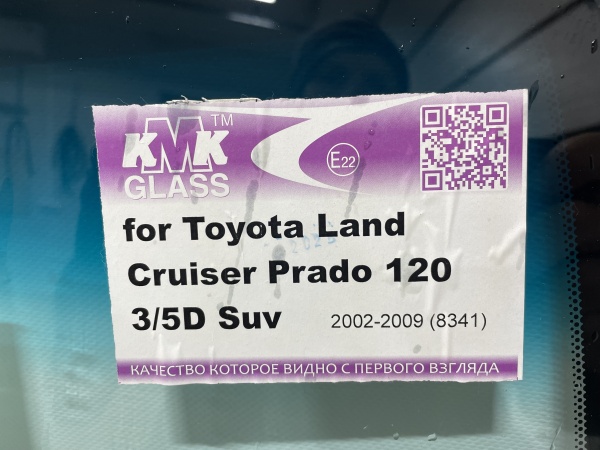 KMK™
GLASS
E22
for Toyota Land
Cruiser Prado 120
3/5D Suv
2002-2009 (8341)
КАЧЕСТВО КОТОРОЕ ВИДНО С ПЕРВОГО ВЗГЛЯДА